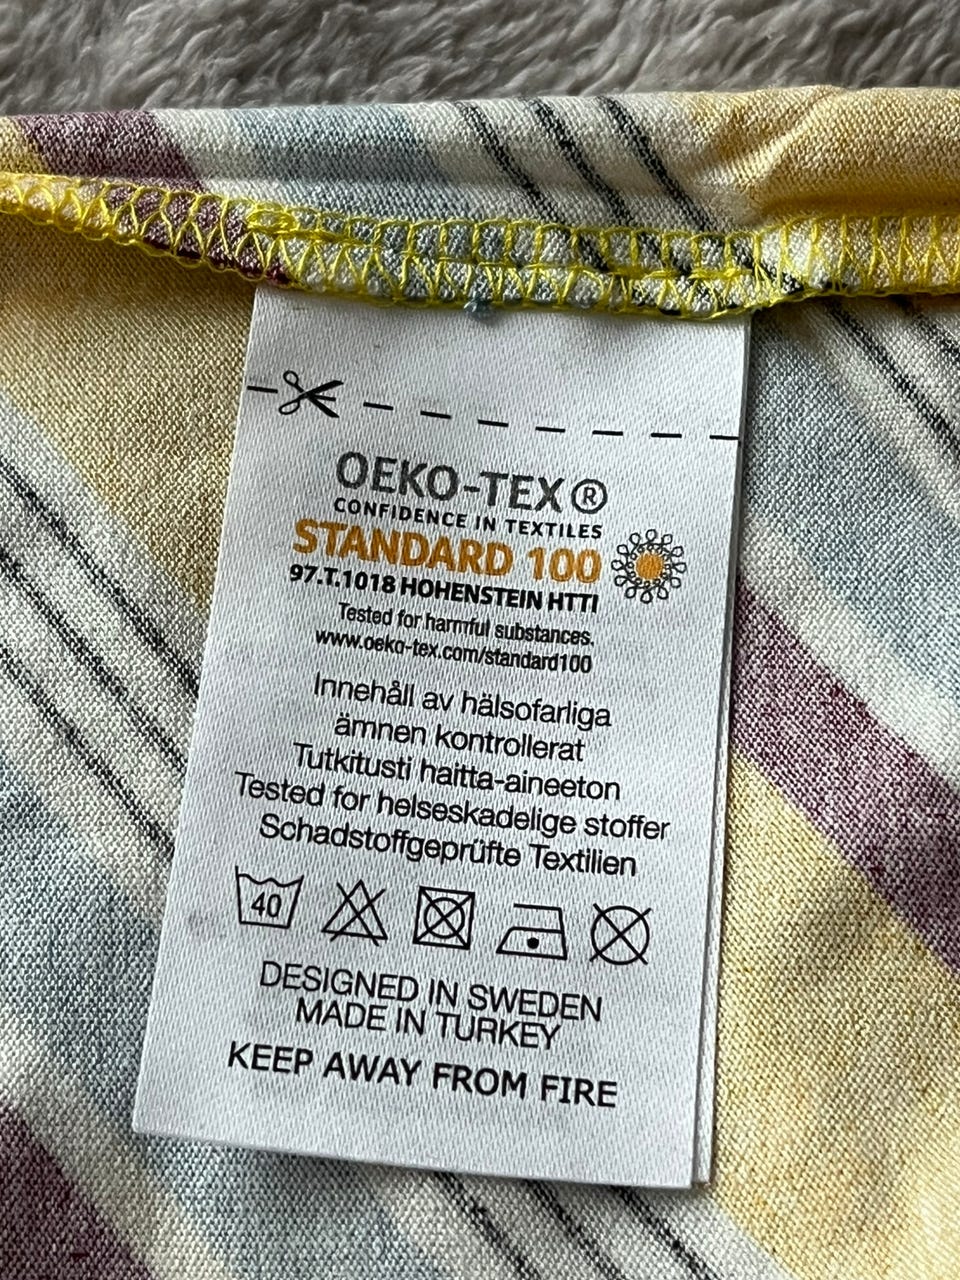 OEKO-TEX®
CONFIDENCE IN TEXTILES
STANDARD 100
97.T.1018 HOHENSTEIN HTTI
Tested for harmful substances.
www.oeko-tex.com/standard100
Innehåll av hälsofarliga
ämnen kontrollerat
Tutkitusti haitta-aineeton
Tested for helseskadelige stoffer
Schadstoffgeprüfte Textilien
40
DESIGNED IN SWEDEN
MADE IN TURKEY
KEEP AWAY FROM FIRE